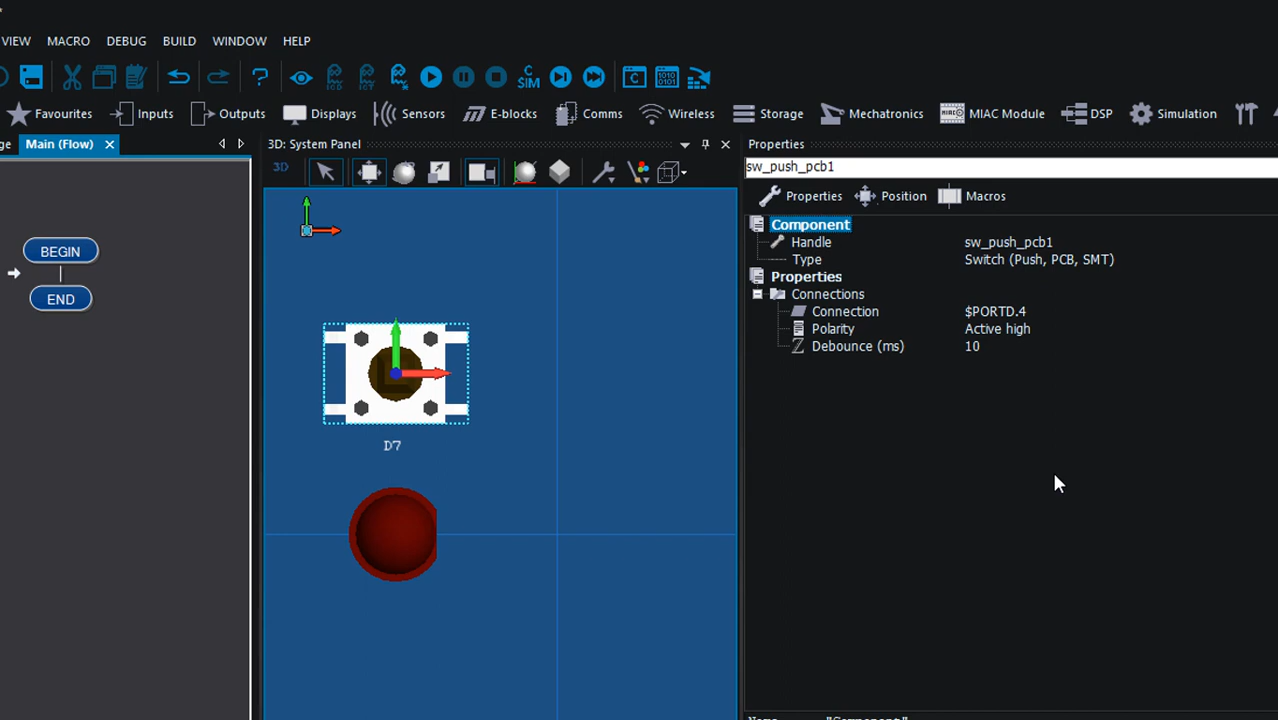 VIEW MACRO DEBUG BUILD WINDOW HELP
C SIM
C
Favourites Inputs Outputs Displays Sensors E-blocks Comms Wireless Storage Mechatronics MIAC Module DSP Simulation
Main (Flow)
3D: System Panel
Properties
3D
sw_push_pcb1
Properties Position Macros
Component
Handle sw_push_pcb1
Type Switch (Push, PCB, SMT)
Properties
Connections
Connection $PORTD.4
Polarity Active high
Debounce (ms) 10
BEGIN
END
D7